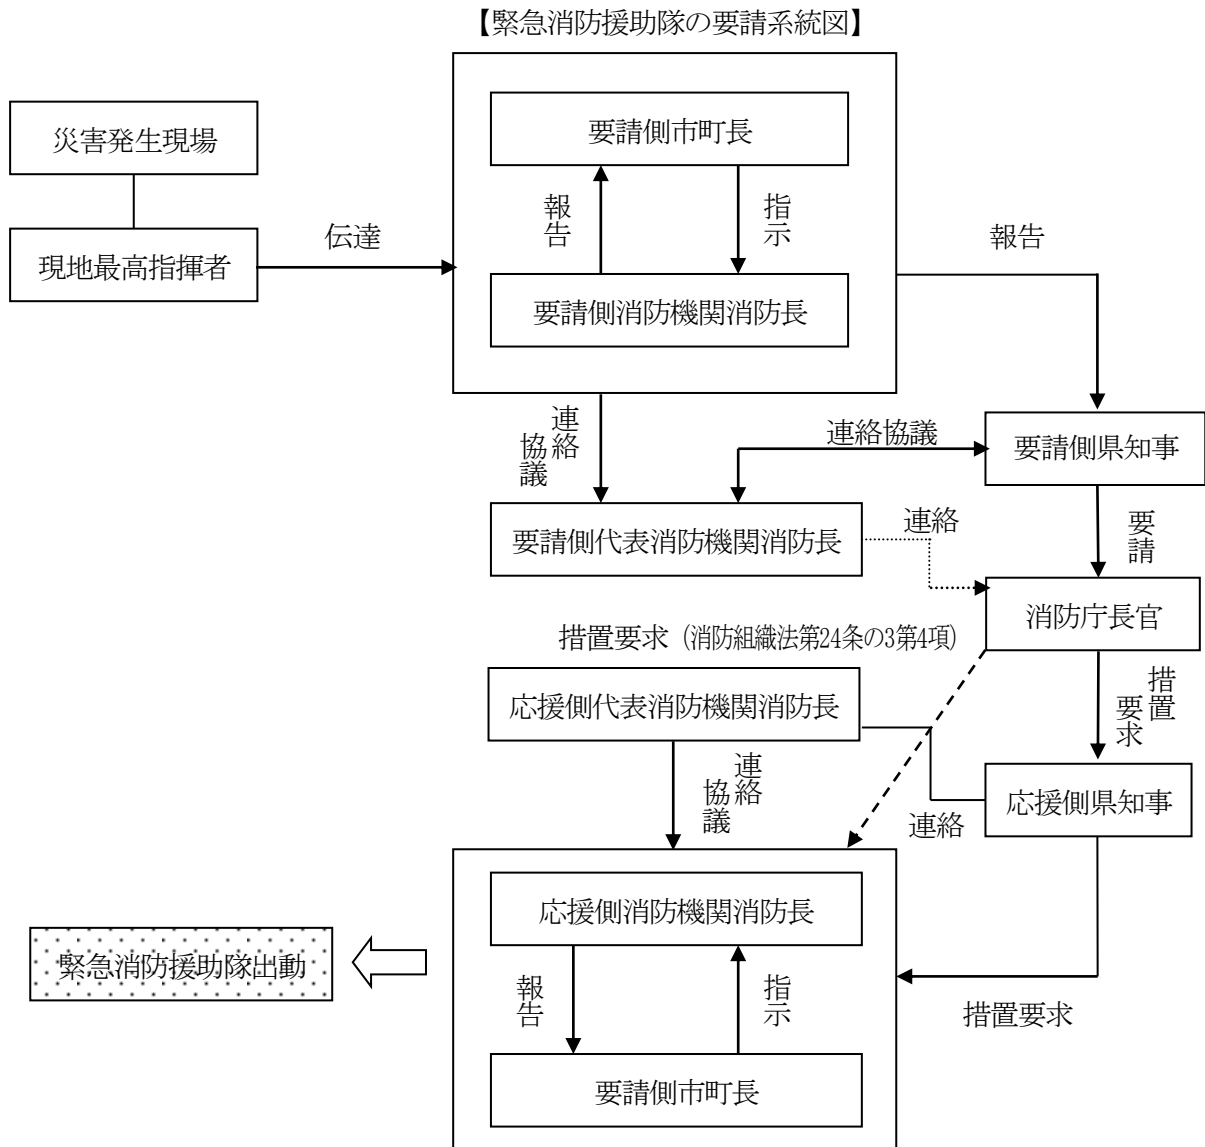 【緊急消防援助隊の要請系統図】
災害発生現場
現地最高指揮者
伝達
要請側市町長
報告
指示
要請側消防機関消防長
報告
連絡
協議
連絡協議
要請側県知事
要請側代表消防機関消防長
連絡
要請
消防庁長官
措置要求（消防組織法第24条の3第4項）
応援側代表消防機関消防長
措置
要求
連絡
協議
連絡
応援側県知事
応援側消防機関消防長
緊急消防援助隊出動
報告
指示
措置要求
要請側市町長